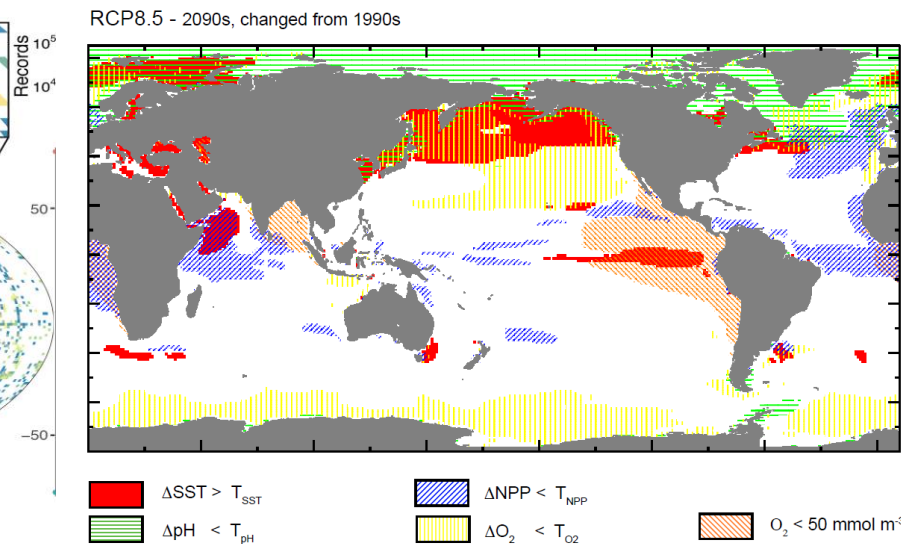 RCP8.5 - 2090s, changed from 1990s
Records
10⁵
10⁴
50
−50
ΔSST > T_SST
ΔNPP < T_NPP
ΔpH < T_pH
ΔO₂ < T_O2
O₂ < 50 mmol m⁻³